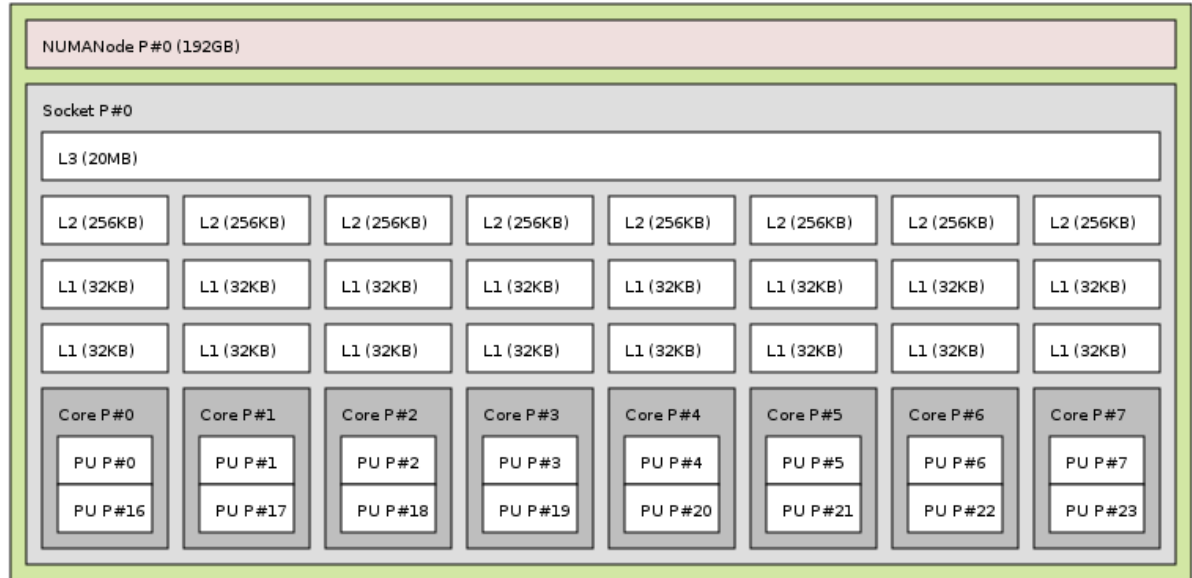 NUMANode P#0 (192GB)
Socket P#0
L3 (20MB)
L2 (256KB) L2 (256KB) L2 (256KB) L2 (256KB) L2 (256KB) L2 (256KB) L2 (256KB) L2 (256KB)
L1 (32KB) L1 (32KB) L1 (32KB) L1 (32KB) L1 (32KB) L1 (32KB) L1 (32KB) L1 (32KB)
L1 (32KB) L1 (32KB) L1 (32KB) L1 (32KB) L1 (32KB) L1 (32KB) L1 (32KB) L1 (32KB)
Core P#0 Core P#1 Core P#2 Core P#3 Core P#4 Core P#5 Core P#6 Core P#7
PU P#0 PU P#1 PU P#2 PU P#3 PU P#4 PU P#5 PU P#6 PU P#7
PU P#16 PU P#17 PU P#18 PU P#19 PU P#20 PU P#21 PU P#22 PU P#23